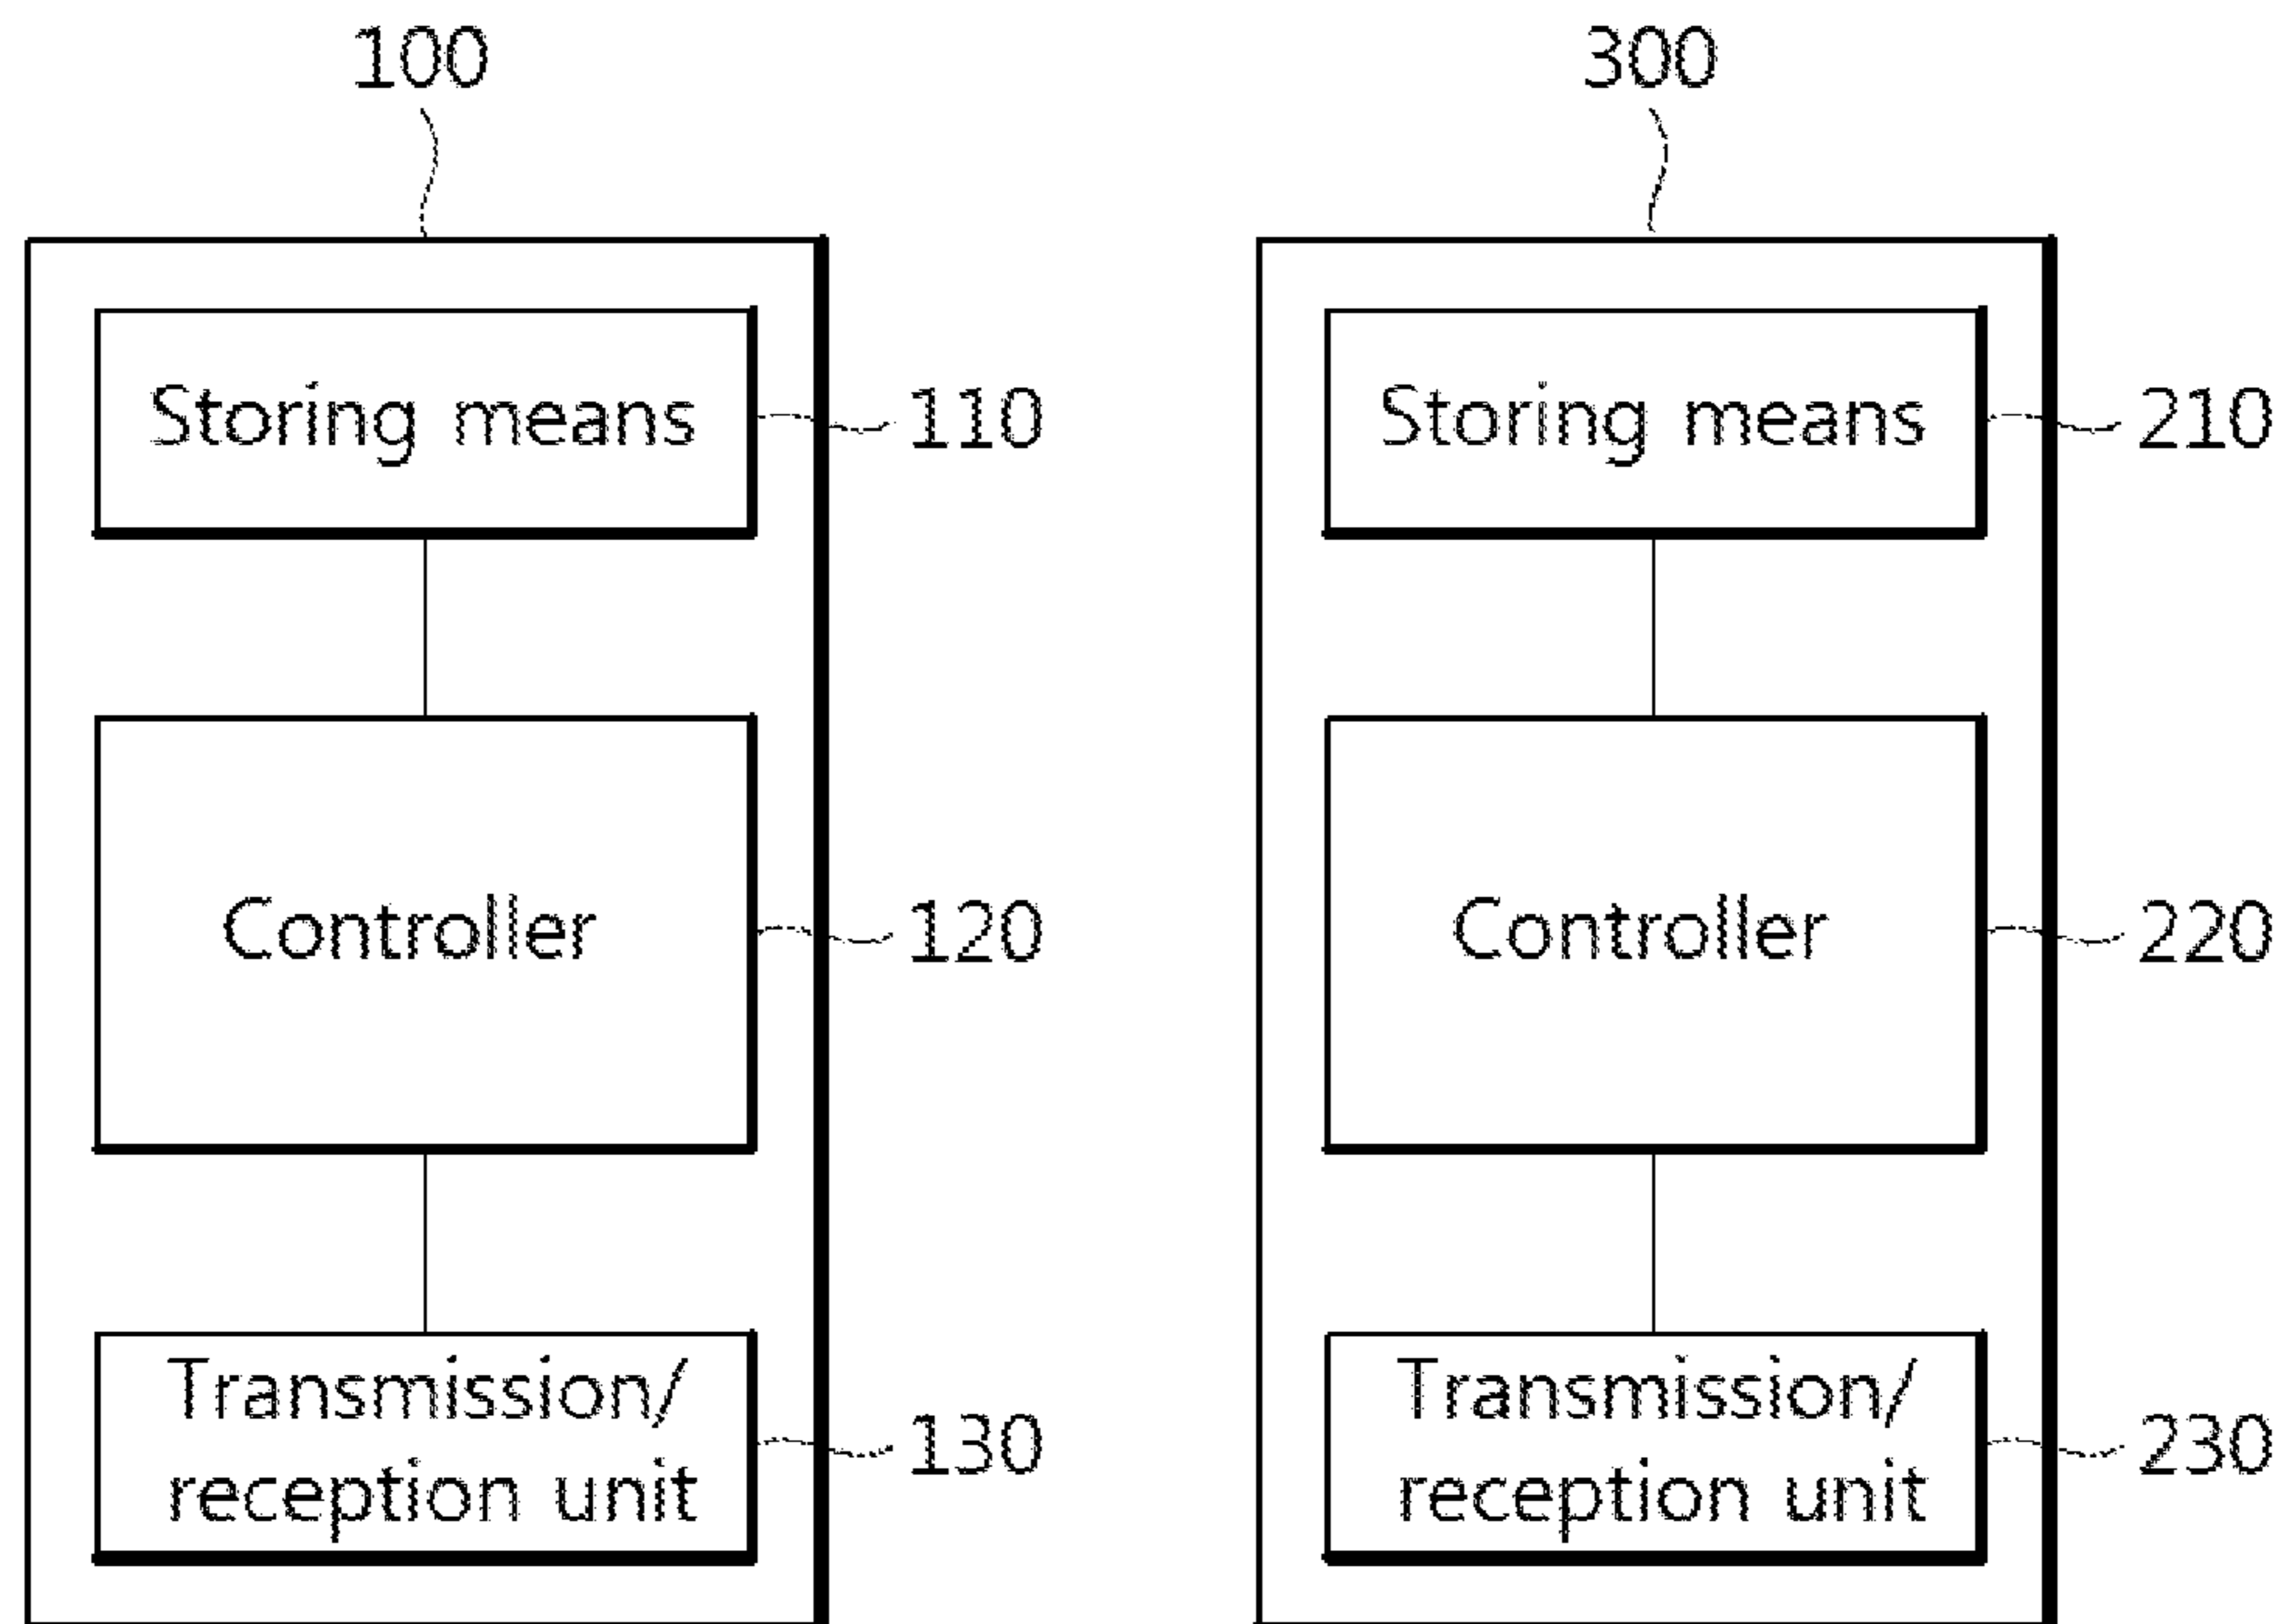 100
300
Storing means
110
Storing means
210
Controller
120
Controller
220
Transmission/
reception unit
130
Transmission/
reception unit
230